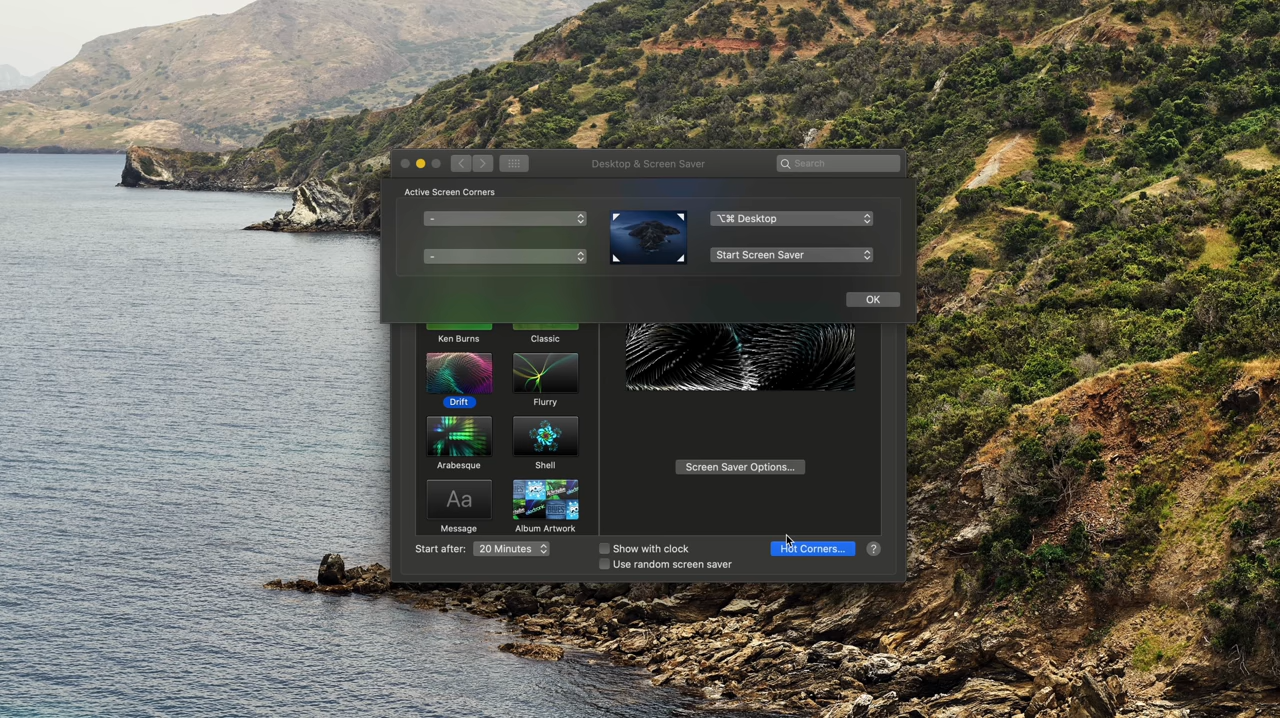 Desktop & Screen Saver
Search
Active Screen Corners
-
⌥⌘ Desktop
-
Start Screen Saver
OK
Ken Burns
Classic
Drift
Flurry
Arabesque
Shell
Screen Saver Options...
Aa
Message
Album Artwork
Start after:
20 Minutes
Show with clock
Hot Corners...
?
Use random screen saver